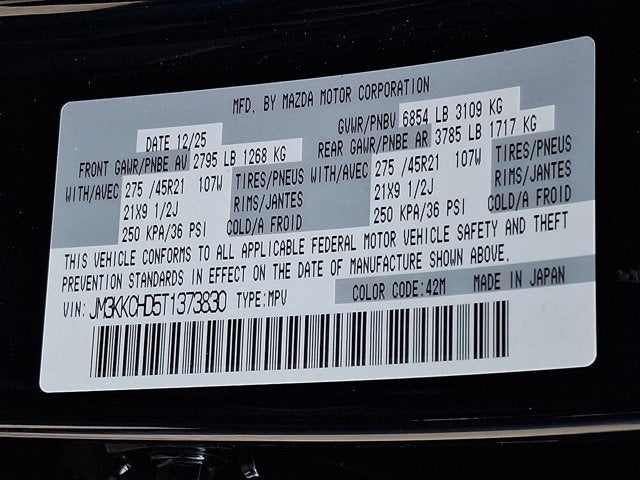 MFD. BY MAZDA MOTOR CORPORATION
DATE 12/25 GVWR/PNBV 6854 LB 3109 KG
FRONT GAWR/PNBE AV 2795 LB 1268 KG REAR GAWR/PNBE AR 3785 LB 1717 KG
WITH/AVEC 275 /45R21 107W TIRES/PNEUS WITH/AVEC 275 /45R21 107W TIRES/PNEUS
21X9 1/2J RIMS/JANTES 21X9 1/2J RIMS/JANTES
250 KPA/36 PSI COLD/A FROID 250 KPA/36 PSI COLD/A FROID
THIS VEHICLE CONFORMS TO ALL APPLICABLE FEDERAL MOTOR VEHICLE SAFETY AND THEFT
PREVENTION STANDARDS IN EFFECT ON THE DATE OF MANUFACTURE SHOWN ABOVE.
VIN: JM3KKCHD5T1373830 TYPE:MPV COLOR CODE:42M MADE IN JAPAN